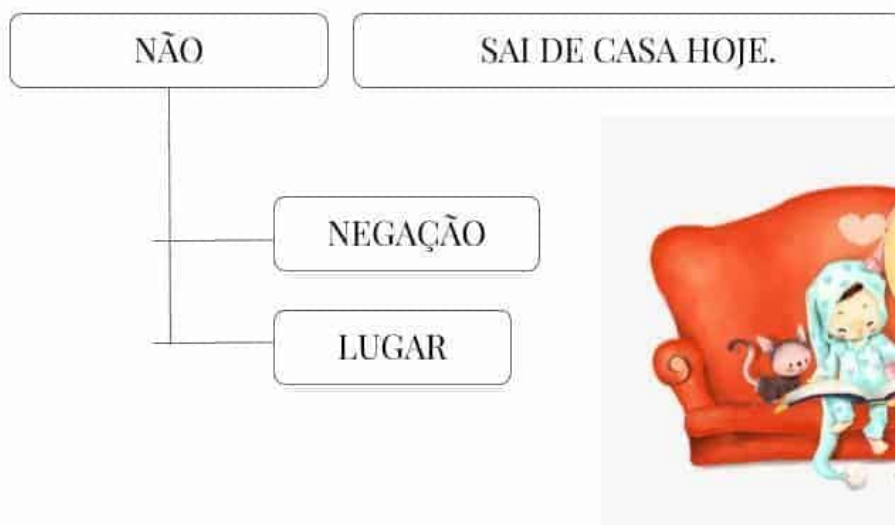 NÃO
SAI DE CASA HOJE.
NEGAÇÃO
LUGAR